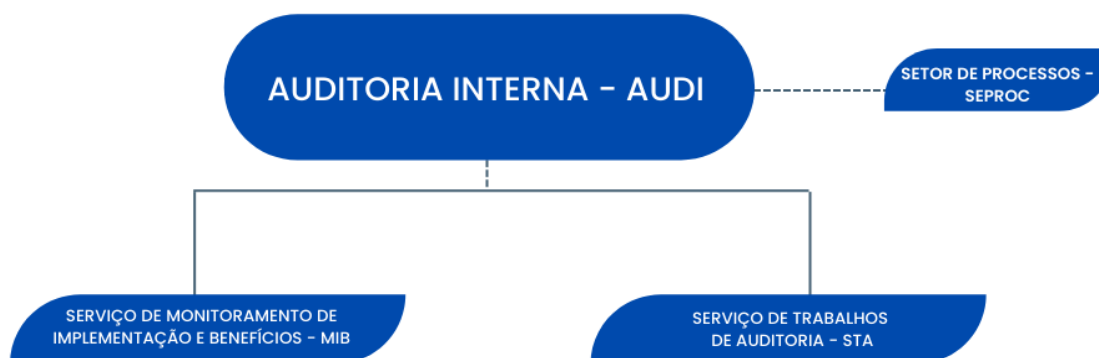 AUDITORIA INTERNA - AUDI
SETOR DE PROCESSOS -
SEPROC
SERVIÇO DE MONITORAMENTO DE
IMPLEMENTAÇÃO E BENEFÍCIOS - MIB
SERVIÇO DE TRABALHOS
DE AUDITORIA - STA